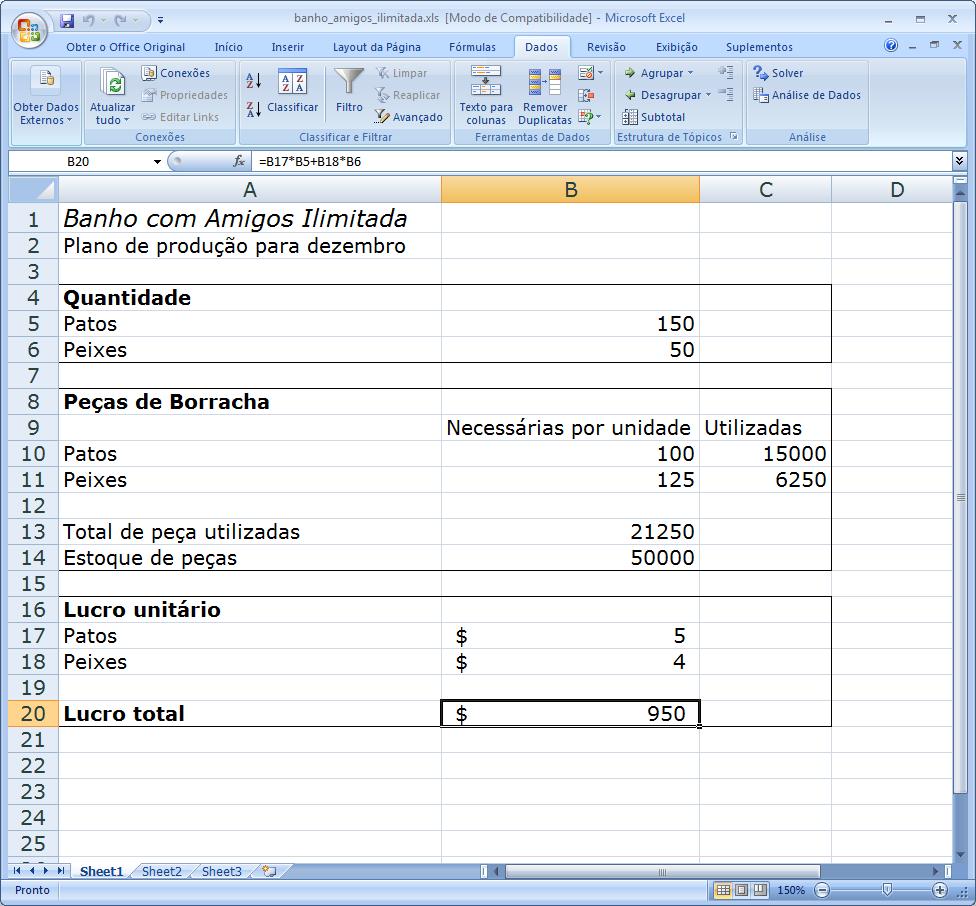 banho_amigos_ilimitada.xls [Modo de Compatibilidade] - Microsoft Excel
Obter o Office Original Início Inserir Layout da Página Fórmulas Dados Revisão Exibição Suplementos
Obter Dados Externos
Atualizar tudo
Conexões
Propriedades
Editar Links
Conexões
Classificar
Filtro
Limpar
Reaplicar
Avançado
Classificar e Filtrar
Texto para colunas
Remover Duplicatas
Ferramentas de Dados
Agrupar
Desagrupar
Subtotal
Estrutura de Tópicos
Solver
Análise de Dados
Análise
B20 fx =B17*B5+B18*B6
A B C D
1 Banho com Amigos Ilimitada
2 Plano de produção para dezembro
3
4 Quantidade
5 Patos 150
6 Peixes 50
7
8 Peças de Borracha
9 Necessárias por unidade Utilizadas
10 Patos 100 15000
11 Peixes 125 6250
12
13 Total de peça utilizadas 21250
14 Estoque de peças 50000
15
16 Lucro unitário
17 Patos $ 5
18 Peixes $ 4
19
20 Lucro total $ 950
21
22
23
24
25
Sheet1 Sheet2 Sheet3
Pronto 150%